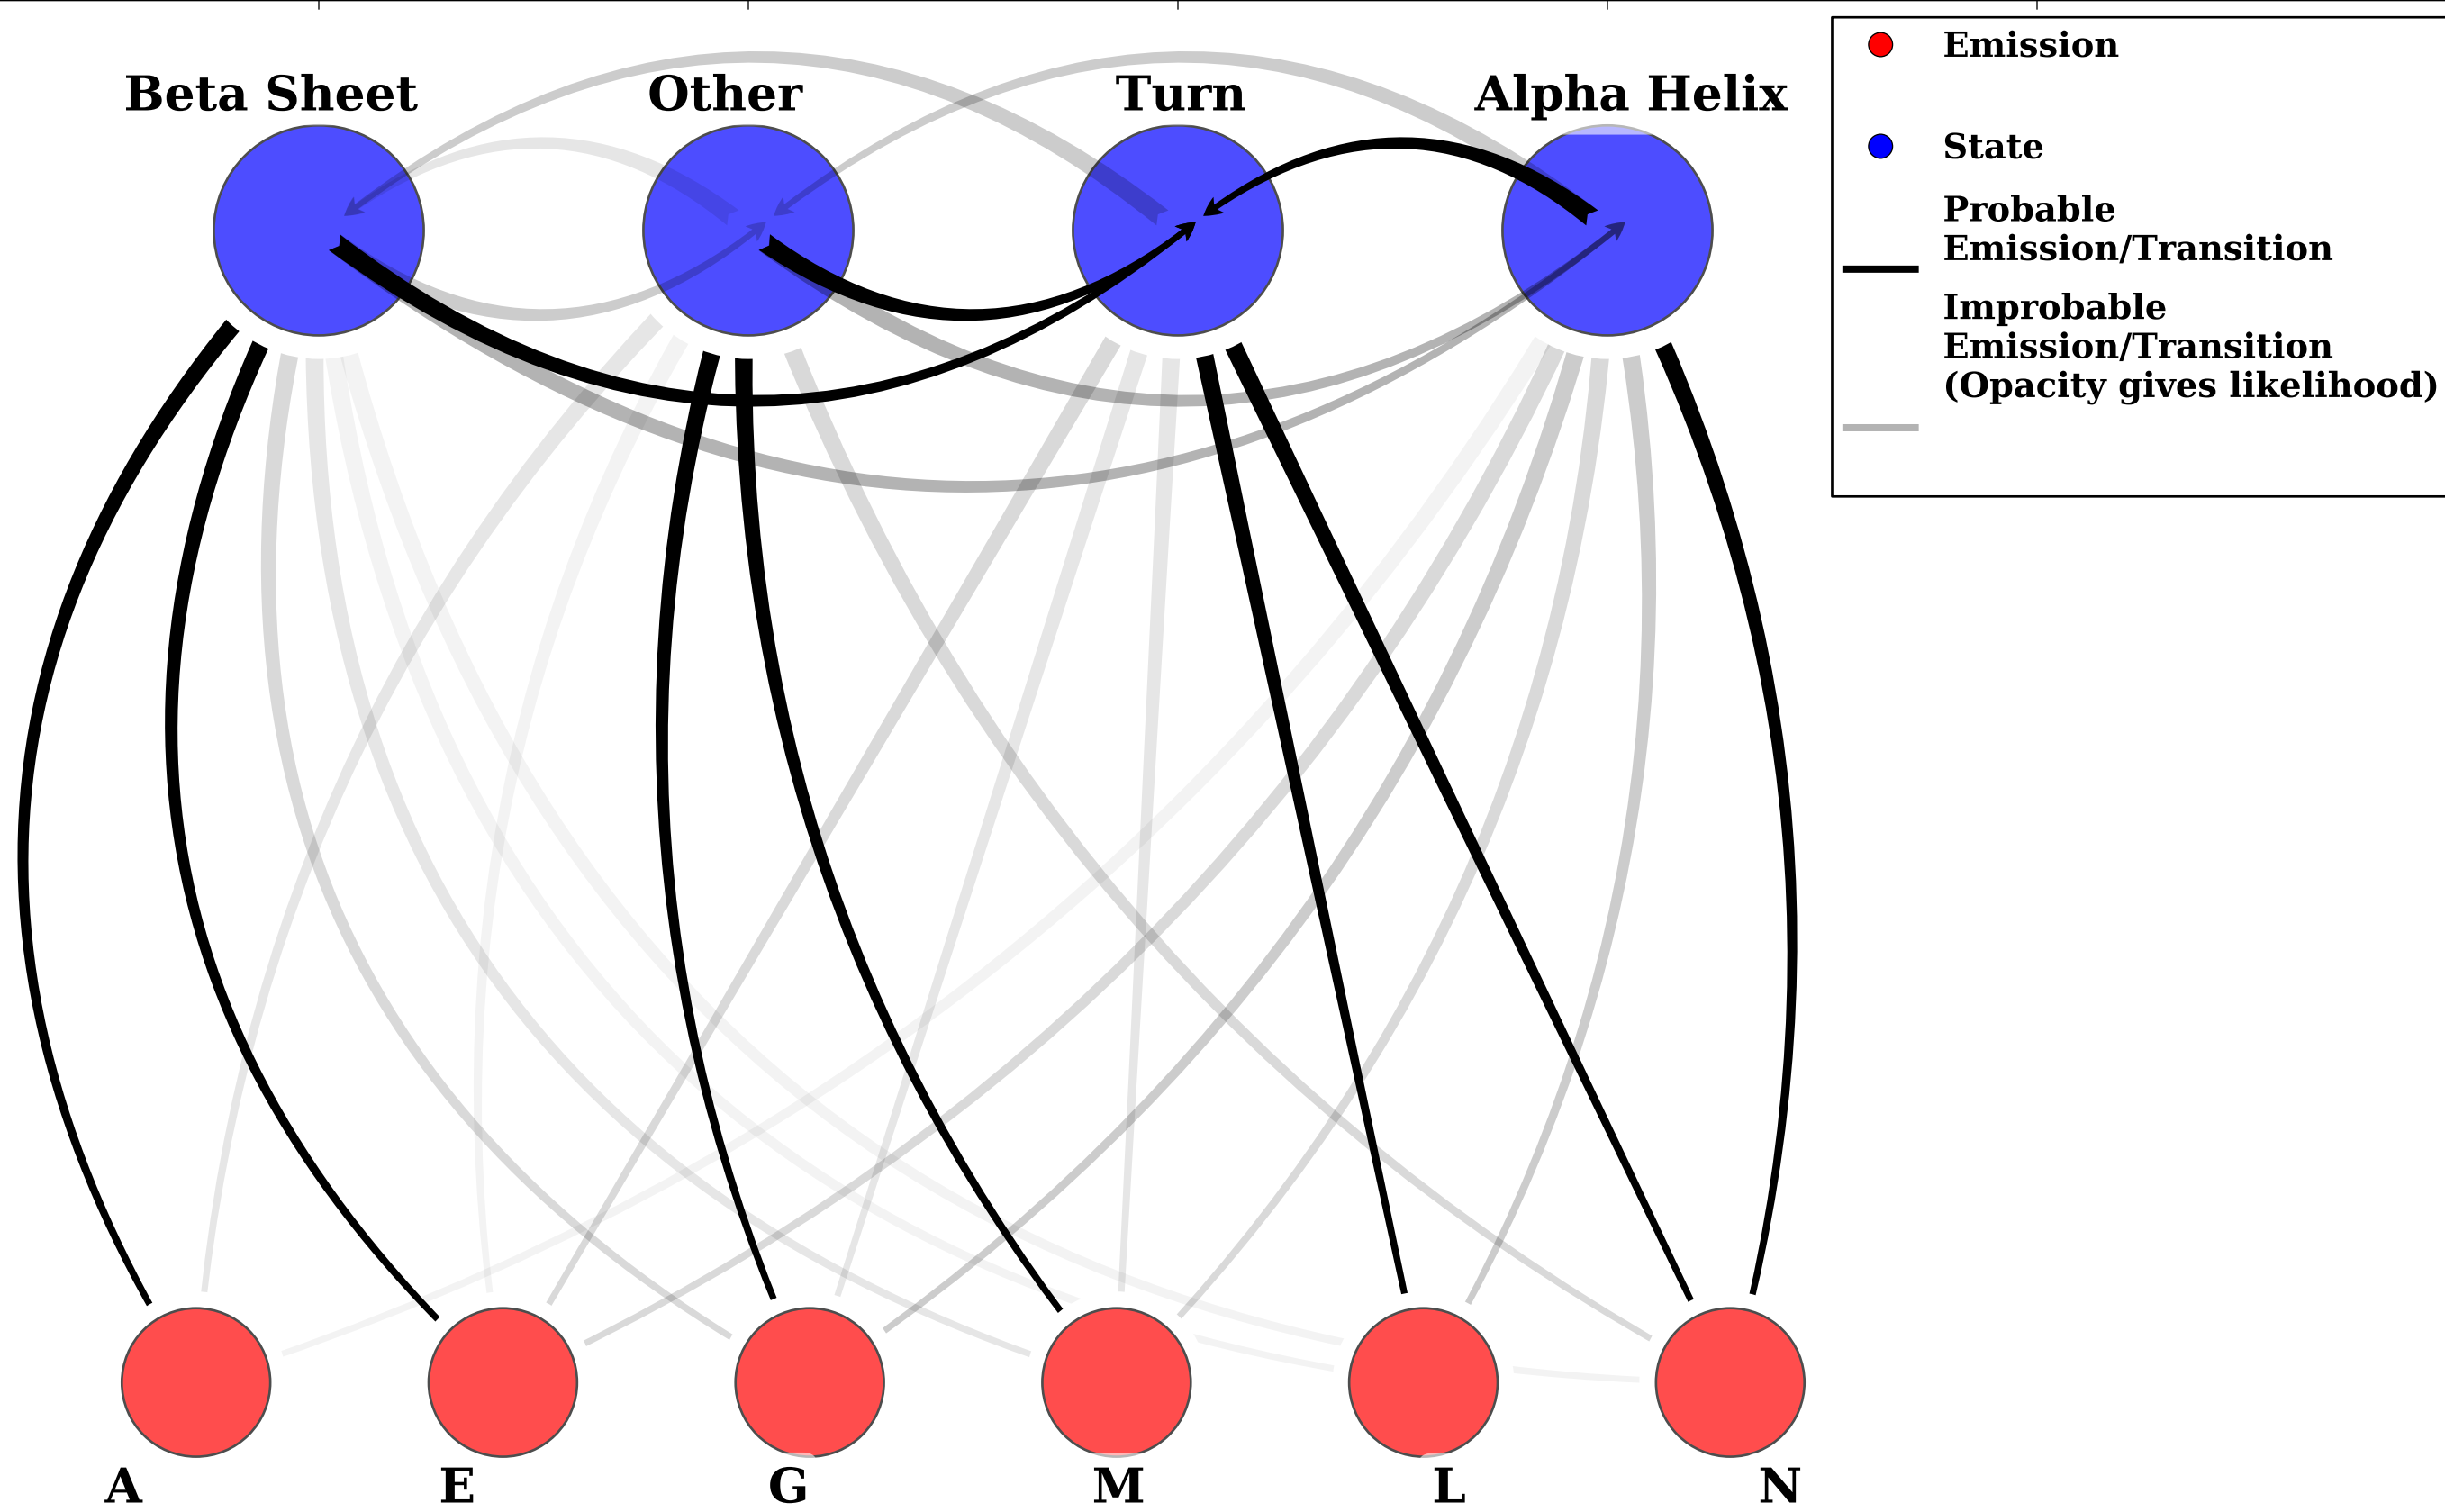 Beta Sheet
Other
Turn
Alpha Helix
Emission
State
Probable
Emission/Transition
Improbable
Emission/Transition
(Opacity gives likelihood)
A
E
G
M
L
N